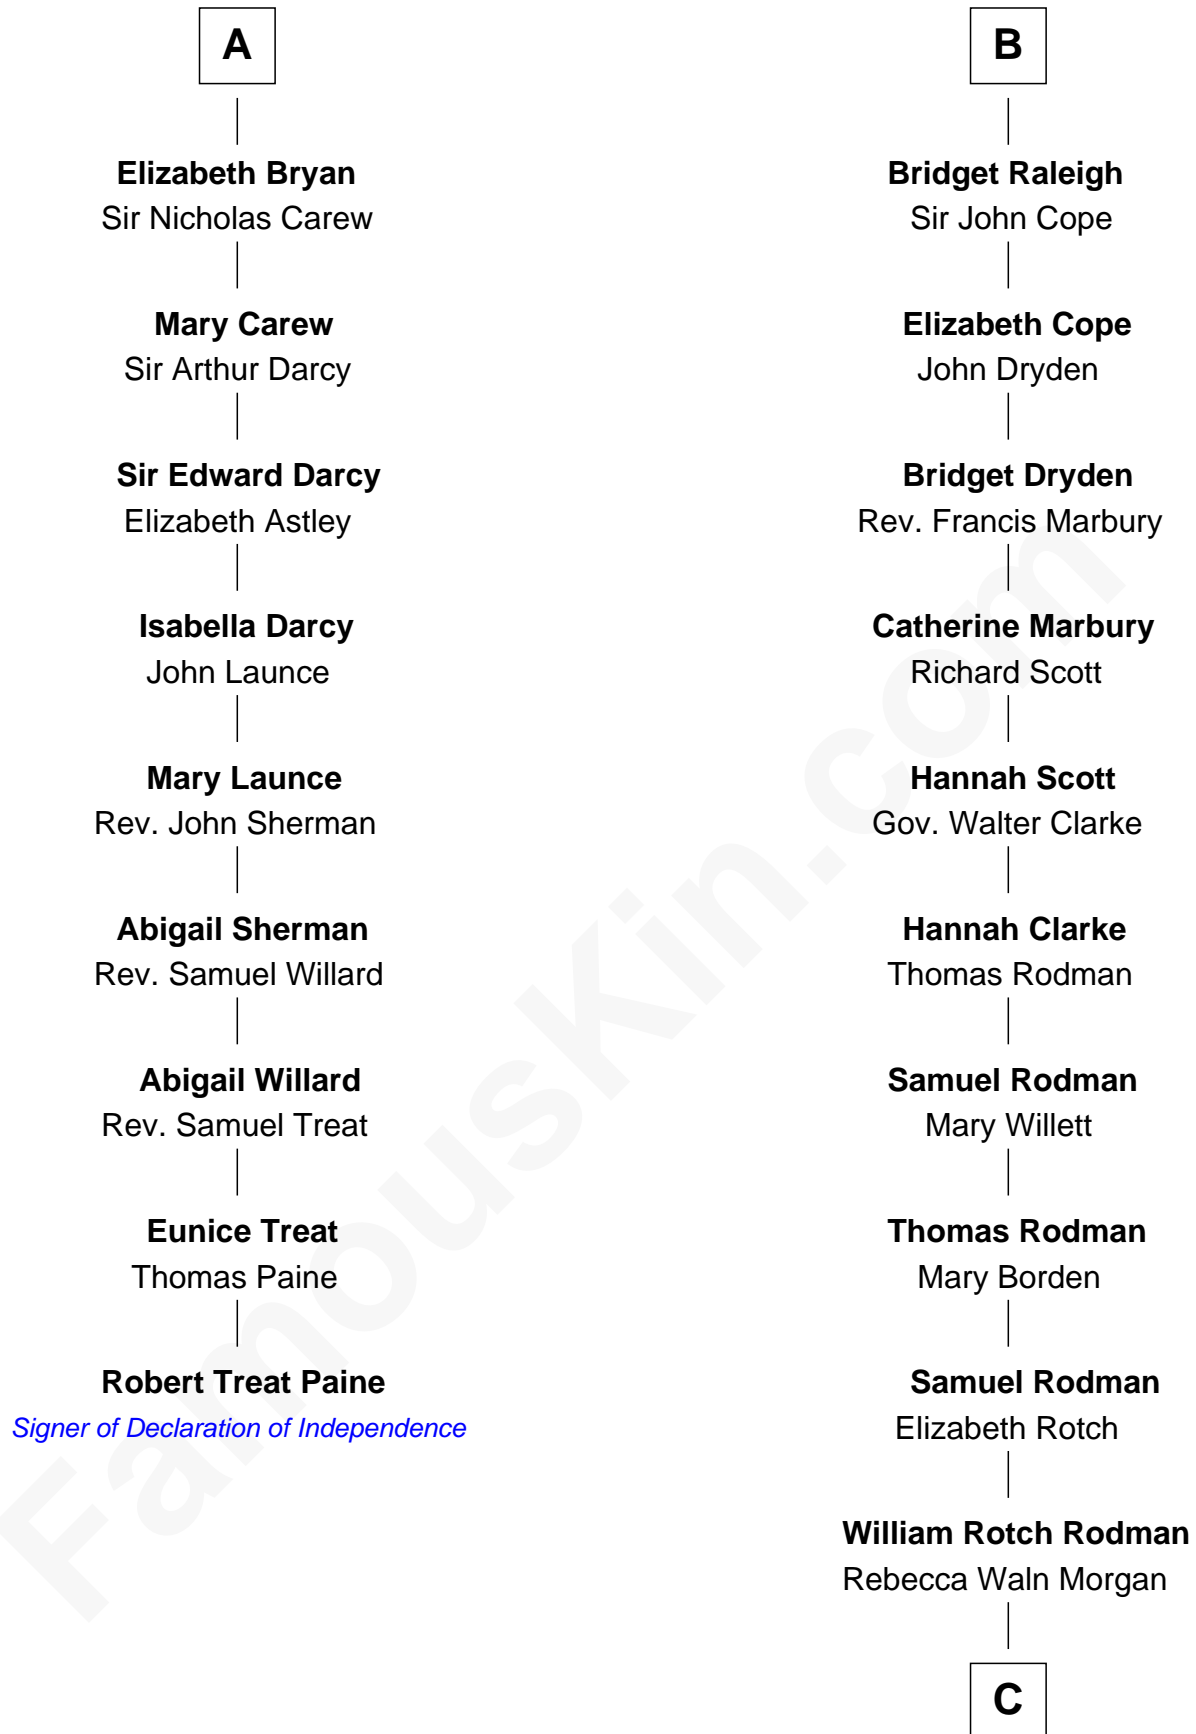 A
Elizabeth Bryan
Sir Nicholas Carew
Mary Carew
Sir Arthur Darcy
Sir Edward Darcy
Elizabeth Astley
Isabella Darcy
John Launce
Mary Launce
Rev. John Sherman
Abigail Sherman
Rev. Samuel Willard
Abigail Willard
Rev. Samuel Treat
Eunice Treat
Thomas Paine
Robert Treat Paine
Signer of Declaration of Independence
B
Bridget Raleigh
Sir John Cope
Elizabeth Cope
John Dryden
Bridget Dryden
Rev. Francis Marbury
Catherine Marbury
Richard Scott
Hannah Scott
Gov. Walter Clarke
Hannah Clarke
Thomas Rodman
Samuel Rodman
Mary Willett
Thomas Rodman
Mary Borden
Samuel Rodman
Elizabeth Rotch
William Rotch Rodman
Rebecca Waln Morgan
C
FamousKin.com